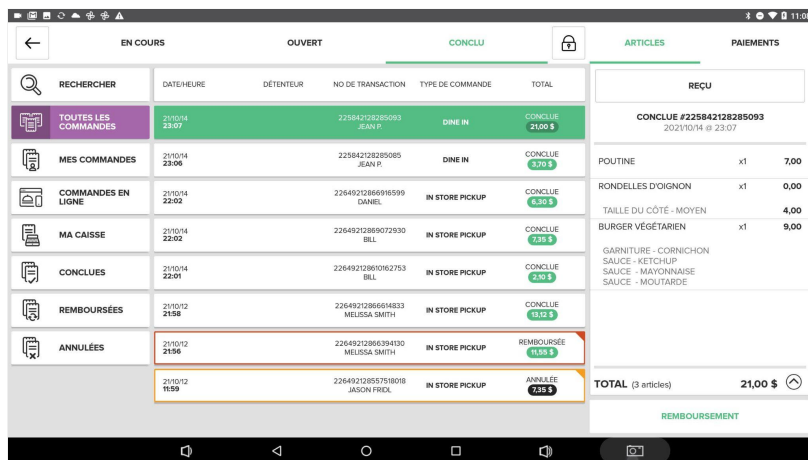 11:08
EN COURS
OUVERT
CONCLU
ARTICLES
PAIEMENTS
RECHERCHER
TOUTES LES
COMMANDES
MES COMMANDES
COMMANDES EN
LIGNE
MA CAISSE
CONCLUES
REMBOURSÉES
ANNULÉES
DATE/HEURE DÉTENTEUR NO DE TRANSACTION TYPE DE COMMANDE TOTAL
21/10/14 225842128285093 CONCLUE
23:07 JEAN P. DINE IN 21,00 $
21/10/14 225842128285085 CONCLUE
23:06 JEAN P. DINE IN 3,70 $
21/10/14 22649212866916599 CONCLUE
22:02 DANIEL IN STORE PICKUP 6,30 $
21/10/14 22649212869072930 CONCLUE
22:02 BILL IN STORE PICKUP 7,35 $
21/10/14 226492128610162753 CONCLUE
22:01 BILL IN STORE PICKUP 2,10 $
21/10/12 22649212866614833 CONCLUE
21:58 MELISSA SMITH IN STORE PICKUP 13,12 $
21/10/12 22649212866394130 REMBOURSÉE
21:56 MELISSA SMITH IN STORE PICKUP 11,55 $
21/10/12 226492128557518018 ANNULÉE
11:59 JASON FRIDL IN STORE PICKUP 7,35 $
REÇU
CONCLUE #225842128285093
2021/10/14 @ 23:07
POUTINE x1 7,00
RONDELLES D'OIGNON x1 0,00
TAILLE DU CÔTÉ - MOYEN 4,00
BURGER VÉGÉTARIEN x1 9,00
GARNITURE - CORNICHON
SAUCE - KETCHUP
SAUCE - MAYONNAISE
SAUCE - MOUTARDE
TOTAL (3 articles) 21,00 $
REMBOURSEMENT